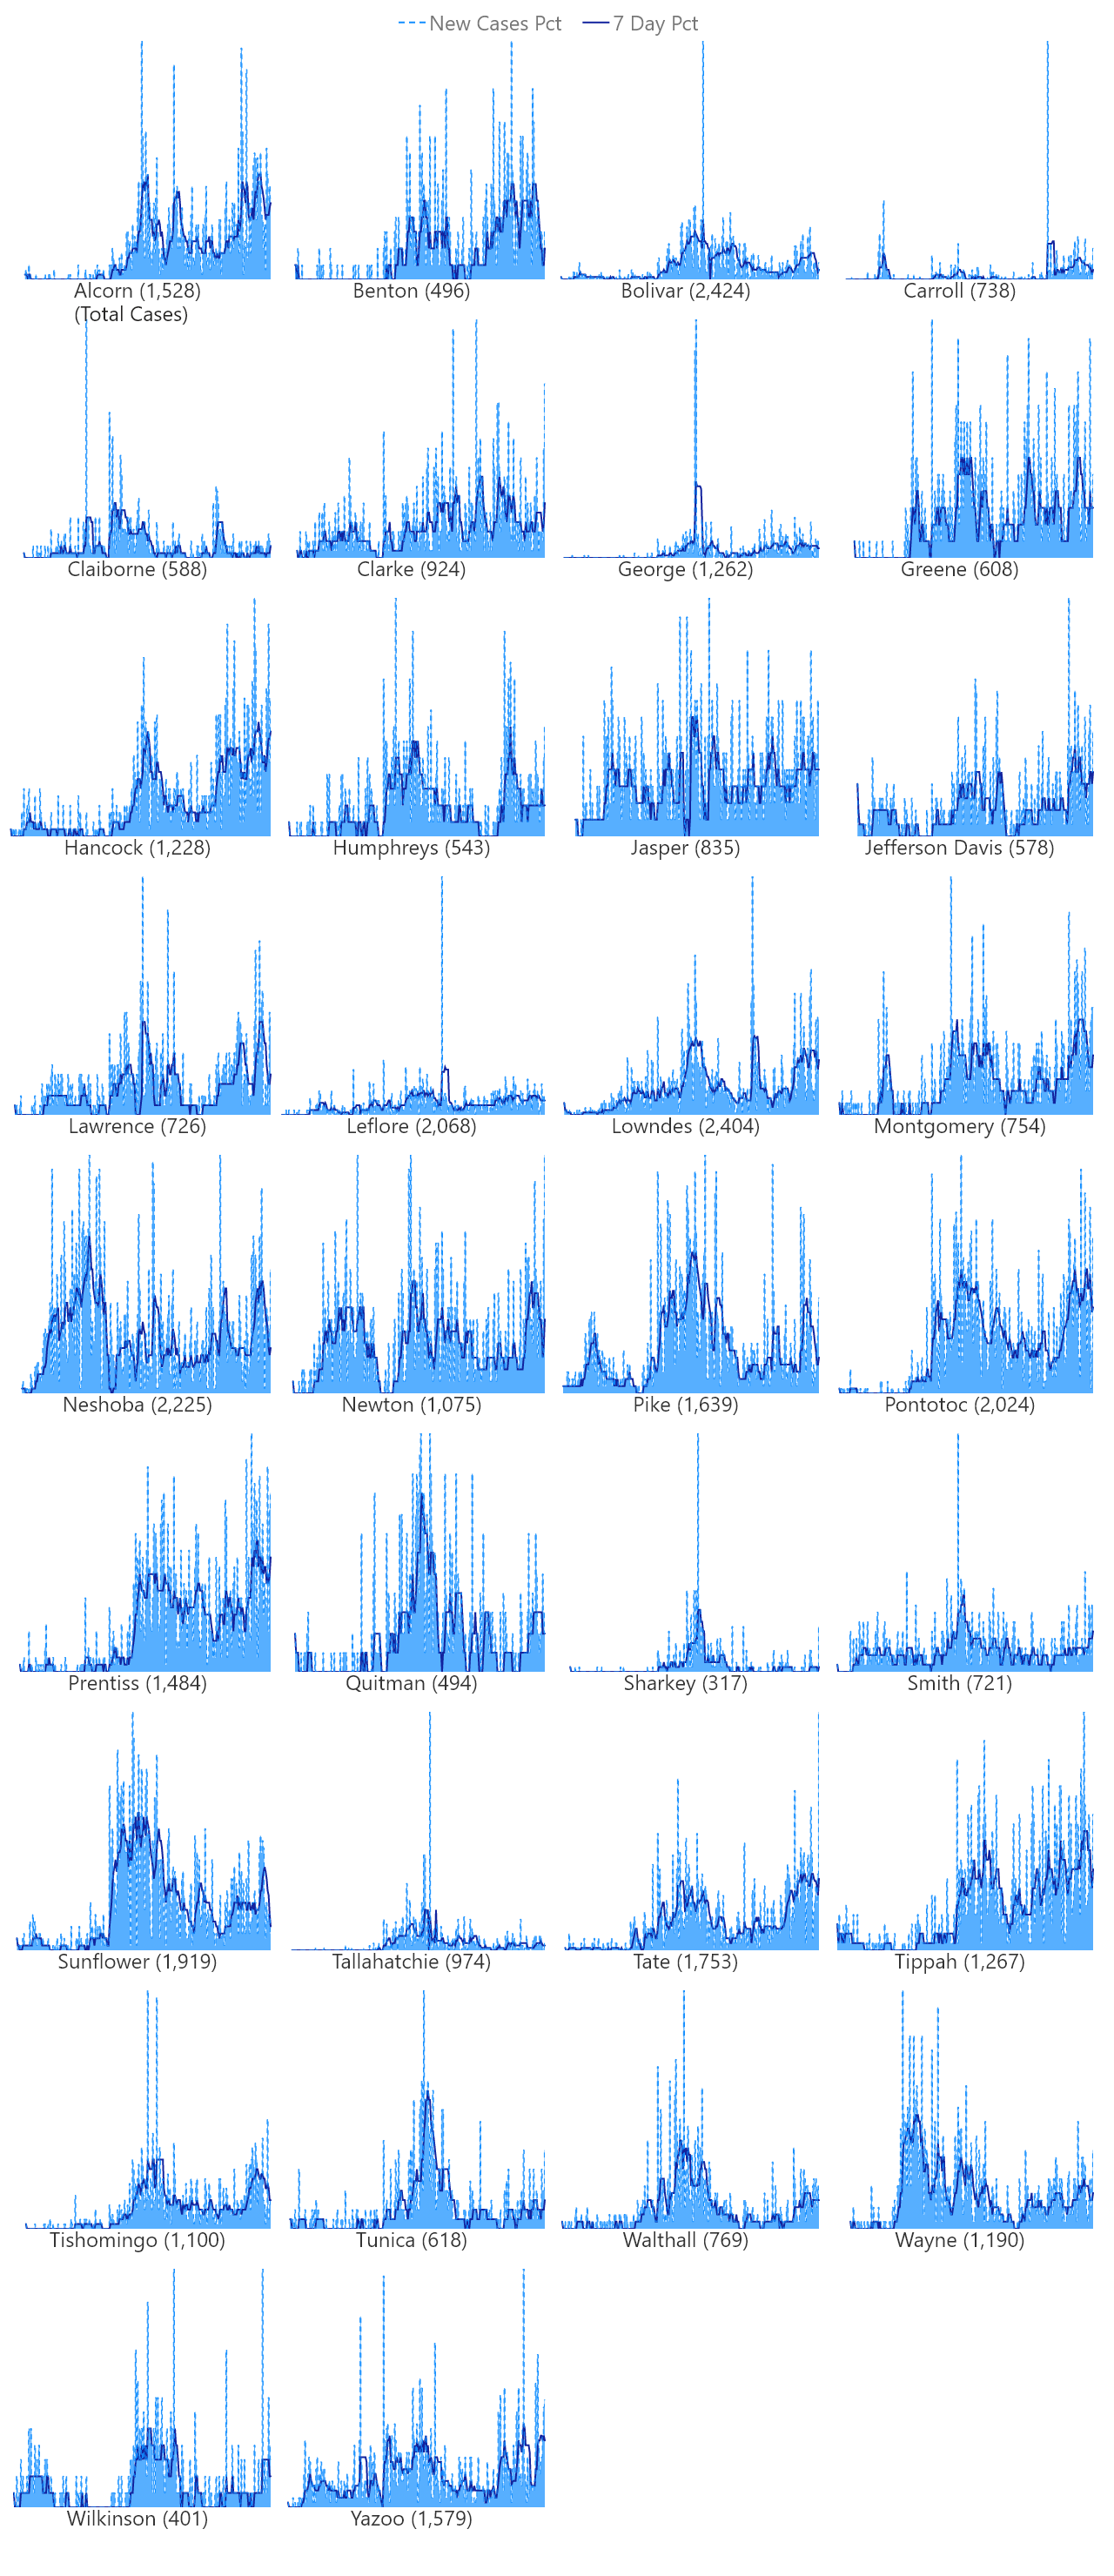 New Cases Pct 7 Day Pct
Alcorn (1,528) Benton (496) Bolivar (2,424) Carroll (738)
(Total Cases)
Claiborne (588) Clarke (924) George (1,262) Greene (608)
Hancock (1,228) Humphreys (543) Jasper (835) Jefferson Davis (578)
Lawrence (726) Leflore (2,068) Lowndes (2,404) Montgomery (754)
Neshoba (2,225) Newton (1,075) Pike (1,639) Pontotoc (2,024)
Prentiss (1,484) Quitman (494) Sharkey (317) Smith (721)
Sunflower (1,919) Tallahatchie (974) Tate (1,753) Tippah (1,267)
Tishomingo (1,100) Tunica (618) Walthall (769) Wayne (1,190)
Wilkinson (401) Yazoo (1,579)